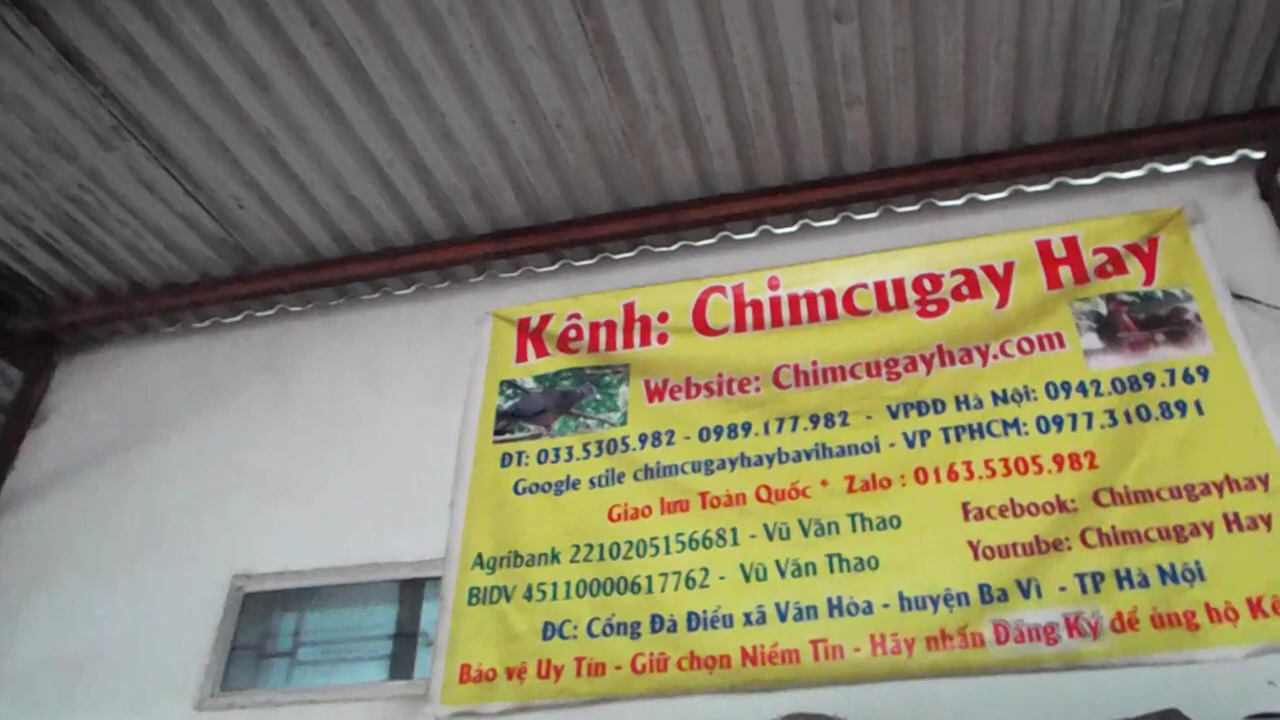 Kênh: Chimcugay Hay
Website: Chimcugayhay.com
ĐT: 033.5305.982 - 0989.177.982 - VPĐD Hà Nội: 0942.089.769
Google stile chimcugayhaybavihanoi - VP TPHCM: 0977.310.891
Giao lưu Toàn Quốc * Zalo : 0163.5305.982
Agribank 2210205156681 - Vũ Văn Thao
Facebook: Chimcugayhay
BIDV 45110000617762 - Vũ Văn Thao
Youtube: Chimcugay Hay
ĐC: Cổng Đà Điểu xã Vân Hòa - huyện Ba Vì - TP Hà Nội
Bảo vệ Uy Tín - Giữ chọn Niềm Tin - Hãy nhấn Đăng Ký để ủng hộ